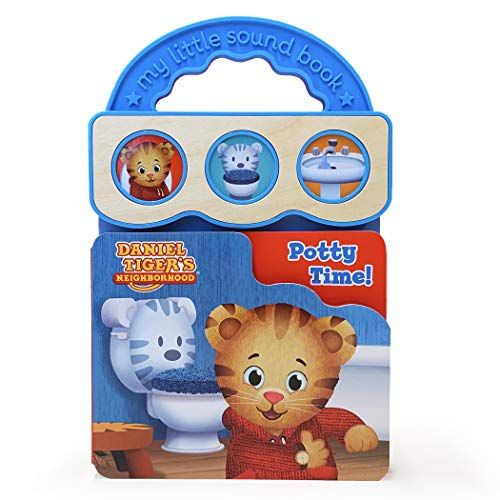 my little sound book
DANIEL
TIGER'S
NEIGHBORHOOD
Potty
Time!